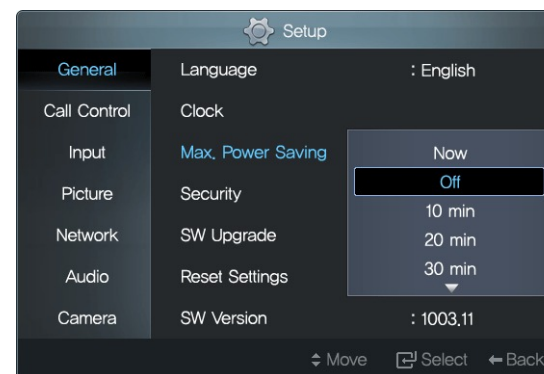 Setup
General
Call Control
Input
Picture
Network
Audio
Camera
Language : English
Clock
Max. Power Saving
Security
SW Upgrade
Reset Settings
SW Version : 1003.11
Now
Off
10 min
20 min
30 min
Move Select Back